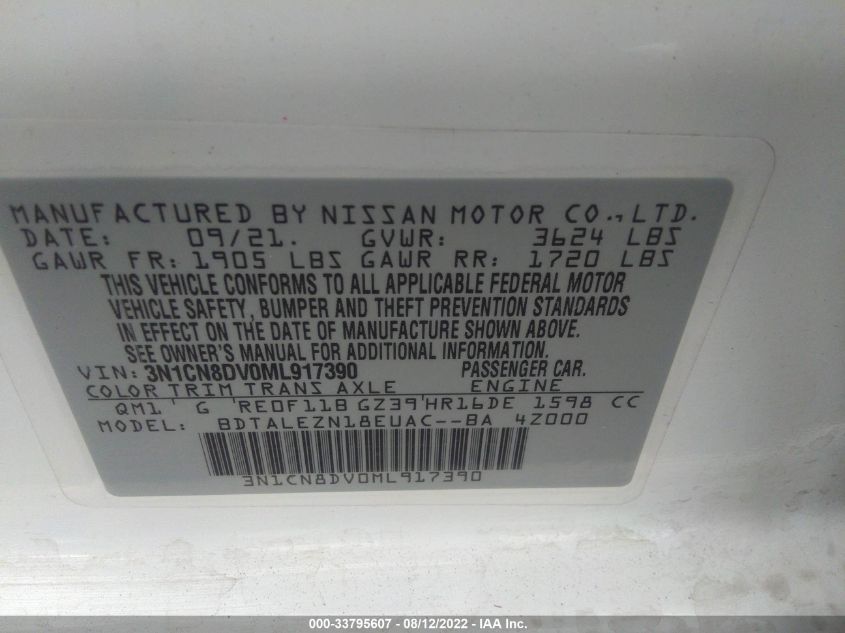 MANUFACTURED BY NISSAN MOTOR CO., LTD.
DATE: 09/21. GVWR: 3624 LBS
GAWR FR: 1905 LBS GAWR RR: 1720 LBS
THIS VEHICLE CONFORMS TO ALL APPLICABLE FEDERAL MOTOR
VEHICLE SAFETY, BUMPER AND THEFT PREVENTION STANDARDS
IN EFFECT ON THE DATE OF MANUFACTURE SHOWN ABOVE.
SEE OWNER'S MANUAL FOR ADDITIONAL INFORMATION.
VIN: 3N1CN8DV0ML917390 PASSENGER CAR.
COLOR TRIM TRANS AXLE ENGINE
QM1 G RE0F11B GZ39 HR16DE 1598 CC
MODEL: BDTALEZN18EUAC--BA 4Z000
3N1CN8DV0ML917390
000-33795607 - 08/12/2022 - IAA Inc.